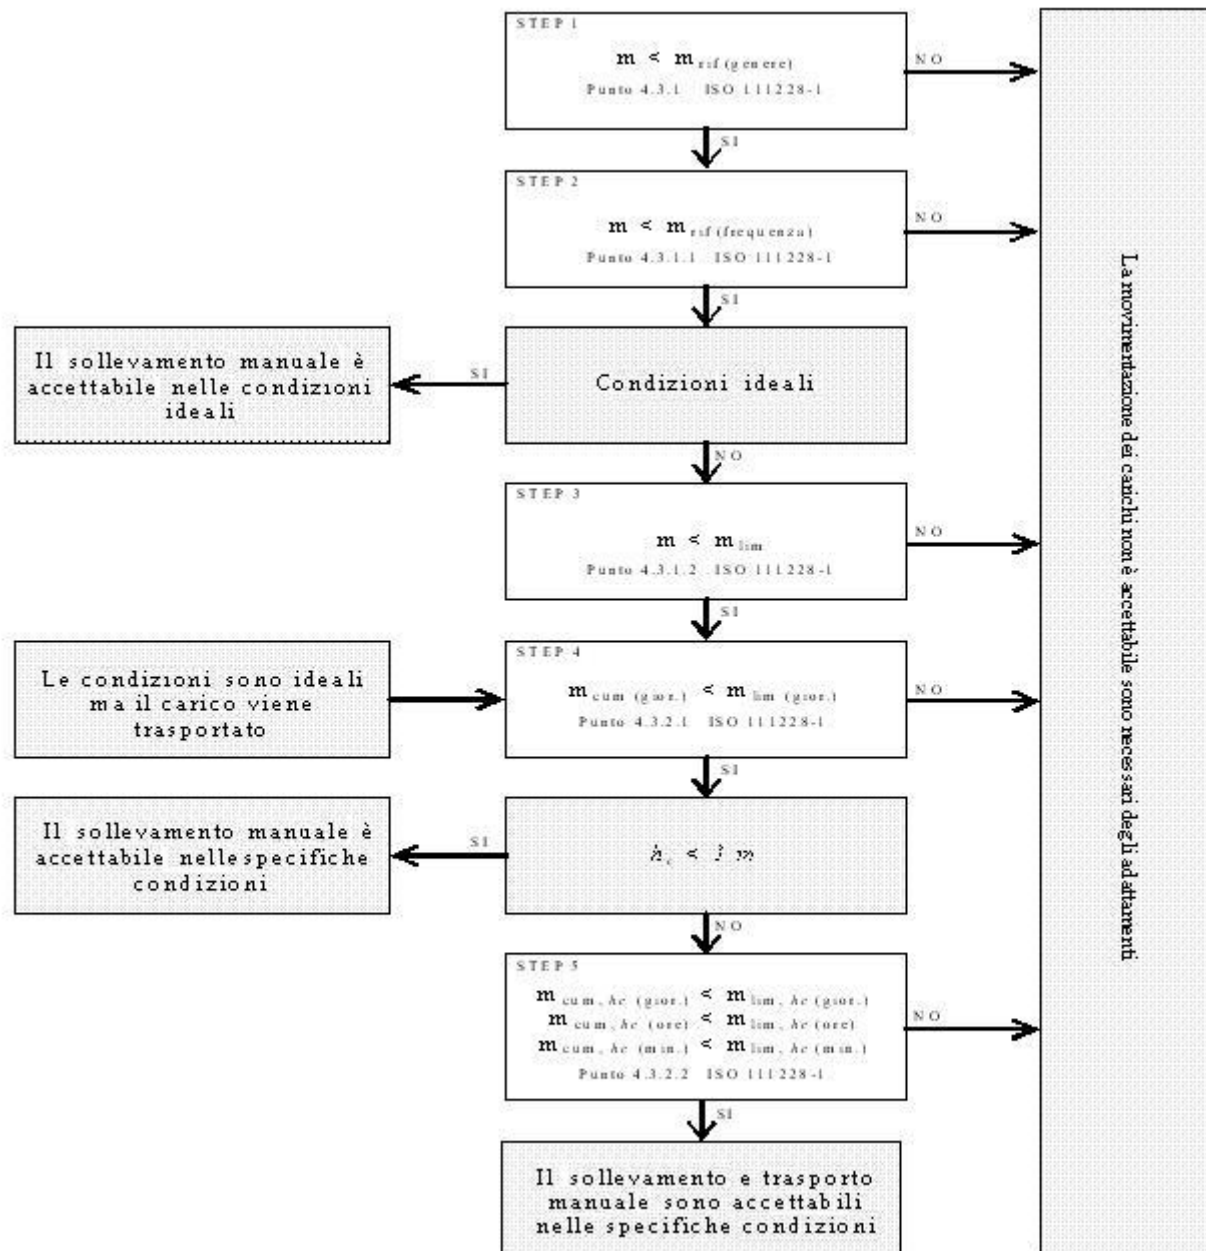 STEP 1
m < m rif (genere)
Punto 4.3.1 ISO 111228-1
NO
SI
STEP 2
m < m rif (frequenza)
Punto 4.3.1.1 ISO 111228-1
NO
SI
Il sollevamento manuale è
accettabile nelle condizioni
ideali
SI
Condizioni ideali
NO
STEP 3
m < m lim
Punto 4.3.1.2 ISO 111228-1
NO
SI
Le condizioni sono ideali
ma il carico viene
trasportato
STEP 4
m cum (gior.) < m lim (gior.)
Punto 4.3.2.1 ISO 111228-1
NO
SI
Il sollevamento manuale è
accettabile nelle specifiche
condizioni
SI
h c < 1 m
NO
STEP 5
m cum, hc (gior.) < m lim, hc (gior.)
m cum, hc (ore) < m lim, hc (ore)
m cum, hc (min.) < m lim, hc (min.)
Punto 4.3.2.2 ISO 111228-1
NO
SI
Il sollevamento e trasporto
manuale sono accettabili
nelle specifiche condizioni
La movimentazione dei carichi non è accettabile sono necessari degli adattamenti